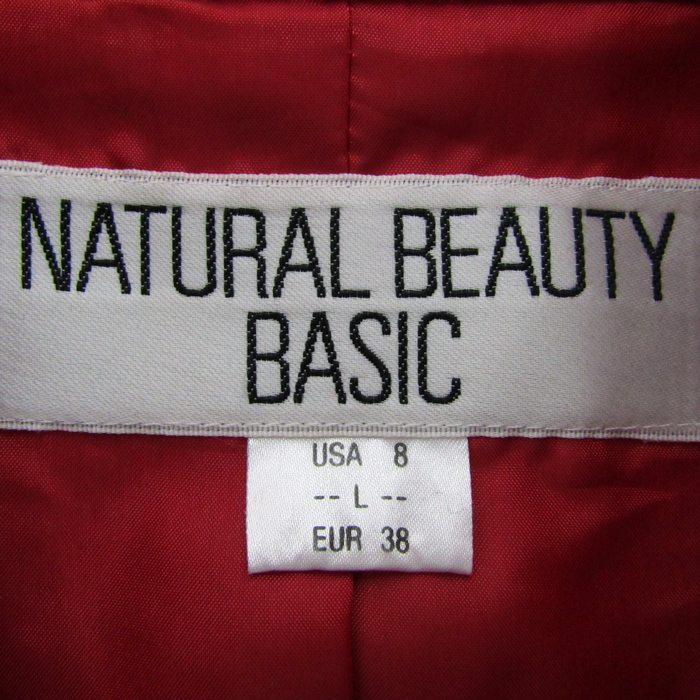 NATURAL BEAUTY
BASIC
USA 8
-- L --
EUR 38